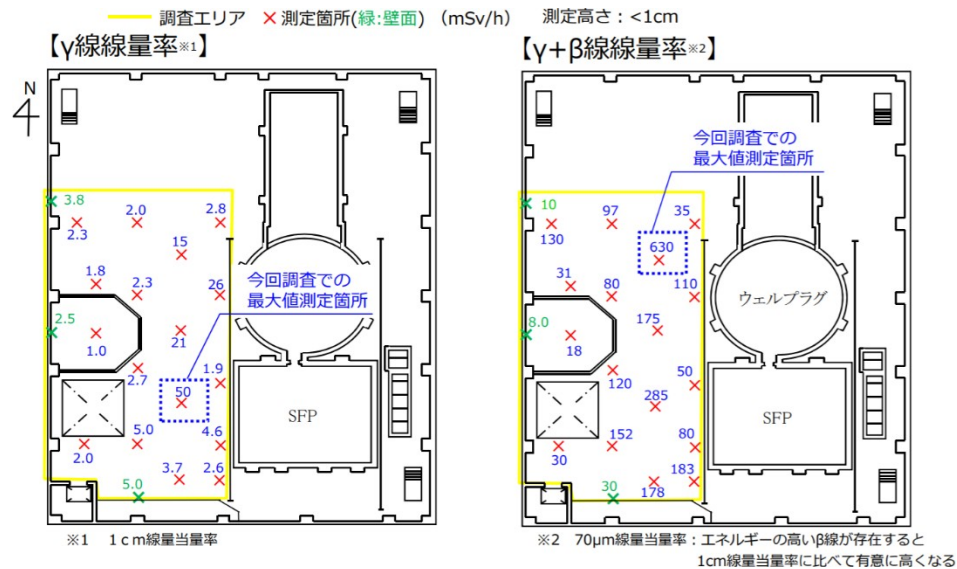 調査エリア × 測定箇所(緑:壁面) (mSv/h) 測定高さ:<1cm
【γ線線量率※1】
N
3.8
2.3
2.0
2.8
15
1.8
2.3
26
今回調査での
最大値測定箇所
2.5
1.0
21
2.7
50
1.9
SFP
2.0
5.0
4.6
3.7
2.6
5.0
※1 1cm線量当量率
【γ+β線線量率※2】
今回調査での
最大値測定箇所
10
130
97
35
630
31
80
110
ウェルプラグ
8.0
18
175
120
50
285
SFP
30
152
80
30
178
183
※2 70μm線量当量率:エネルギーの高いβ線が存在すると
1cm線量当量率に比べて有意に高くなる